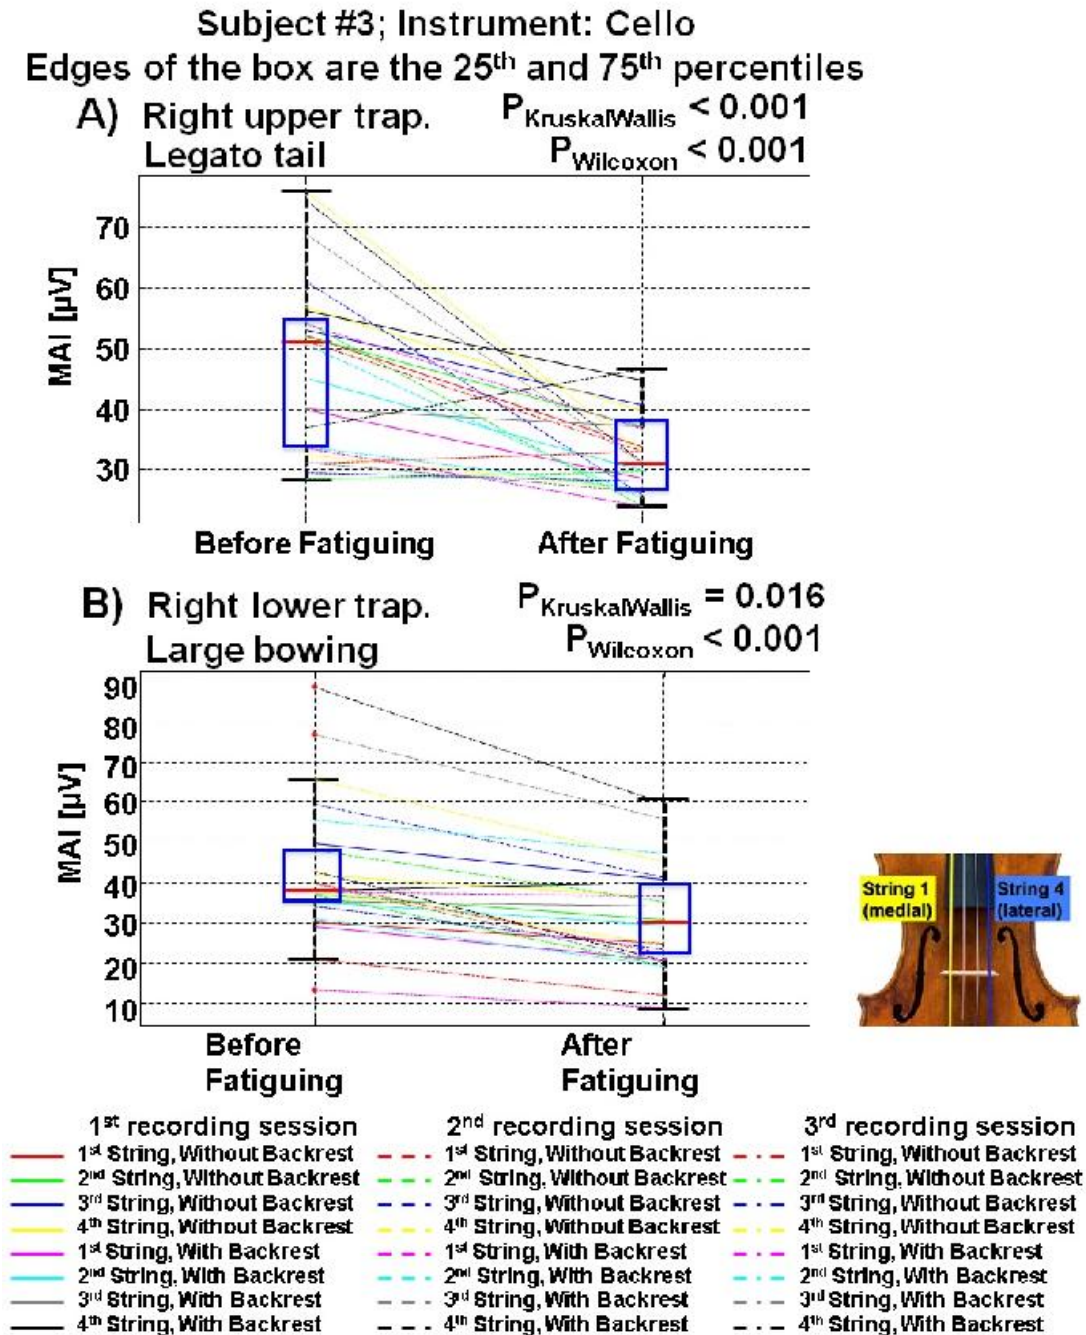 Subject #3; Instrument: Cello
Edges of the box are the 25th and 75th percentiles
A) Right upper trap.
Legato tail
PKruskalWallis < 0.001
PWilcoxon < 0.001
MAI [µV]
70
60
50
40
30
Before Fatiguing
After Fatiguing
B) Right lower trap.
Large bowing
PKruskalWallis = 0.016
PWilcoxon < 0.001
MAI [µV]
90
80
70
60
50
40
30
20
10
Before
Fatiguing
After
Fatiguing
String 1
(medial)
String 4
(lateral)
1st recording session
1st String, Without Backrest
2nd String, Without Backrest
3rd String, Without Backrest
4th String, Without Backrest
1st String, With Backrest
2nd String, With Backrest
3rd String, With Backrest
4th String, With Backrest
2nd recording session
1st String, Without Backrest
2nd String, Without Backrest
3rd String, Without Backrest
4th String, Without Backrest
1st String, With Backrest
2nd String, With Backrest
3rd String, With Backrest
4th String, With Backrest
3rd recording session
1st String, Without Backrest
2nd String, Without Backrest
3rd String, Without Backrest
4th String, Without Backrest
1st String, With Backrest
2nd String, With Backrest
3rd String, With Backrest
4th String, With Backrest